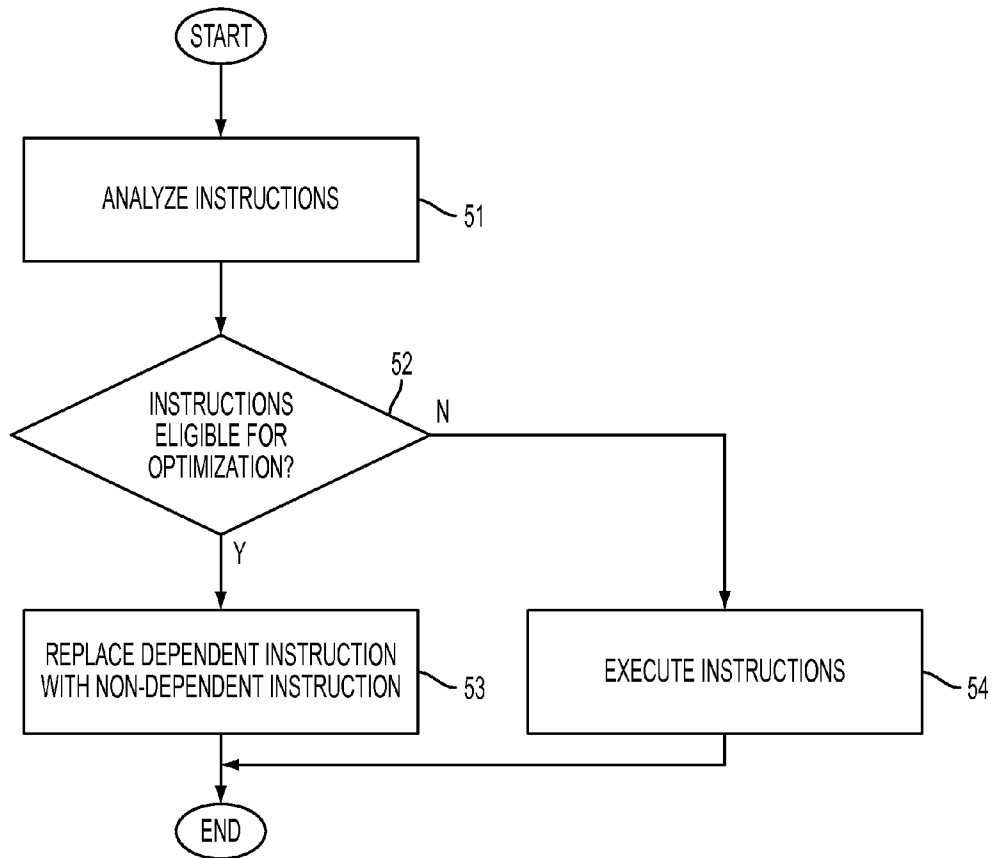 START
ANALYZE INSTRUCTIONS
51
52
INSTRUCTIONS
ELIGIBLE FOR
OPTIMIZATION?
N
Y
REPLACE DEPENDENT INSTRUCTION
WITH NON-DEPENDENT INSTRUCTION
53
EXECUTE INSTRUCTIONS
54
END